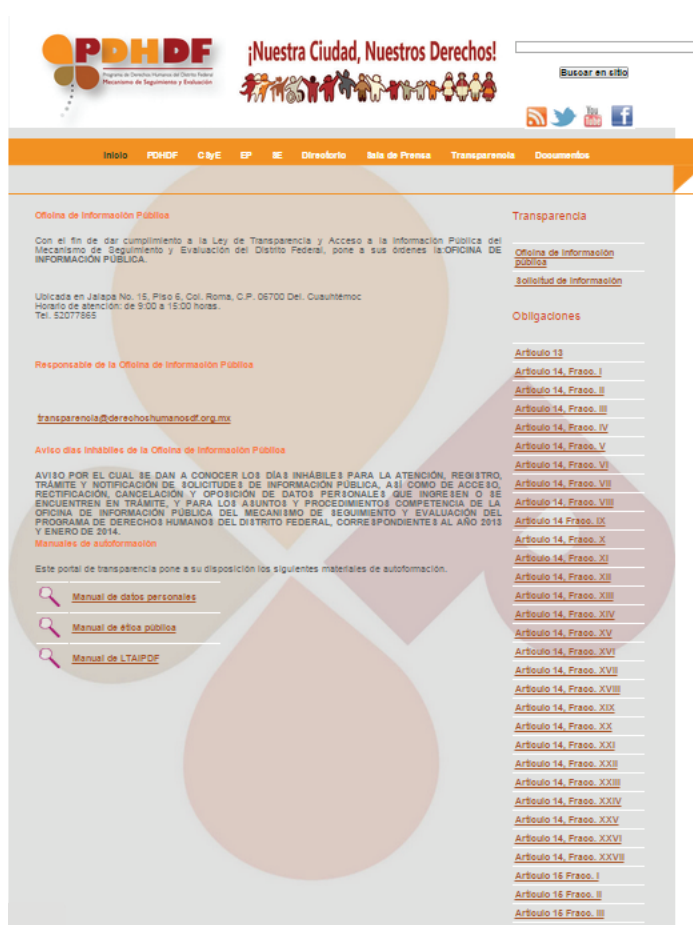 PDHDF
Programa de Derechos Humanos del Distrito Federal
Mecanismo de Seguimiento y Evaluación
¡Nuestra Ciudad, Nuestros Derechos!
Buscar en sitio
You
Tube
f
Inicio PDHDF CSyE EP SE Directorio Sala de Prensa Transparencia Documentos
Oficina de Información Pública
Con el fin de dar cumplimiento a la Ley de Transparencia y Acceso a la Información Pública del
Mecanismo de Seguimiento y Evaluación del Distrito Federal, pone a sus órdenes la:OFICINA DE
INFORMACIÓN PÚBLICA.
Ubicada en Jalapa No. 15, Piso 6, Col. Roma, C.P. 06700 Del. Cuauhtémoc
Horario de atención: de 9:00 a 15:00 horas.
Tel. 52077865
Responsable de la Oficina de Información Pública
transparencia@derechoshumanosdf.org.mx
Aviso días inhábiles de la Oficina de Información Pública
AVISO POR EL CUAL SE DAN A CONOCER LOS DÍAS INHÁBILES PARA LA ATENCIÓN, REGISTRO,
TRÁMITE Y NOTIFICACIÓN DE SOLICITUDES DE INFORMACIÓN PÚBLICA, ASÍ COMO DE ACCESO,
RECTIFICACIÓN, CANCELACIÓN Y OPOSICIÓN DE DATOS PERSONALES QUE INGRESEN O SE
ENCUENTREN EN TRÁMITE, Y PARA LOS ASUNTOS Y PROCEDIMIENTOS COMPETENCIA DE LA
OFICINA DE INFORMACIÓN PÚBLICA DEL MECANISMO DE SEGUIMIENTO Y EVALUACIÓN DEL
PROGRAMA DE DERECHOS HUMANOS DEL DISTRITO FEDERAL, CORRESPONDIENTES AL AÑO 2013
Y ENERO DE 2014.
Manuales de autoformación
Este portal de transparencia pone a su disposición los siguientes materiales de autoformación.
Manual de datos personales
Manual de ética pública
Manual de LTAIPDF
Transparencia
Oficina de información
pública
Solicitud de información
Obligaciones
Artículo 13
Artículo 14, Fracc. I
Artículo 14, Fracc. II
Artículo 14, Fracc. III
Artículo 14, Fracc. IV
Artículo 14, Fracc. V
Artículo 14, Fracc. VI
Artículo 14, Fracc. VII
Artículo 14, Fracc. VIII
Artículo 14 Fracc. IX
Artículo 14, Fracc. X
Artículo 14, Fracc. XI
Artículo 14, Fracc. XII
Artículo 14, Fracc. XIII
Artículo 14, Fracc. XIV
Artículo 14, Fracc. XV
Artículo 14, Fracc. XVI
Artículo 14, Fracc. XVII
Artículo 14, Fracc. XVIII
Artículo 14, Fracc. XIX
Artículo 14, Fracc. XX
Artículo 14, Fracc. XXI
Artículo 14, Fracc. XXII
Artículo 14, Fracc. XXIII
Artículo 14, Fracc. XXIV
Artículo 14, Fracc. XXV
Artículo 14, Fracc. XXVI
Artículo 14, Fracc. XXVII
Artículo 15 Fracc. I
Artículo 15 Fracc. II
Artículo 15 Fracc. III